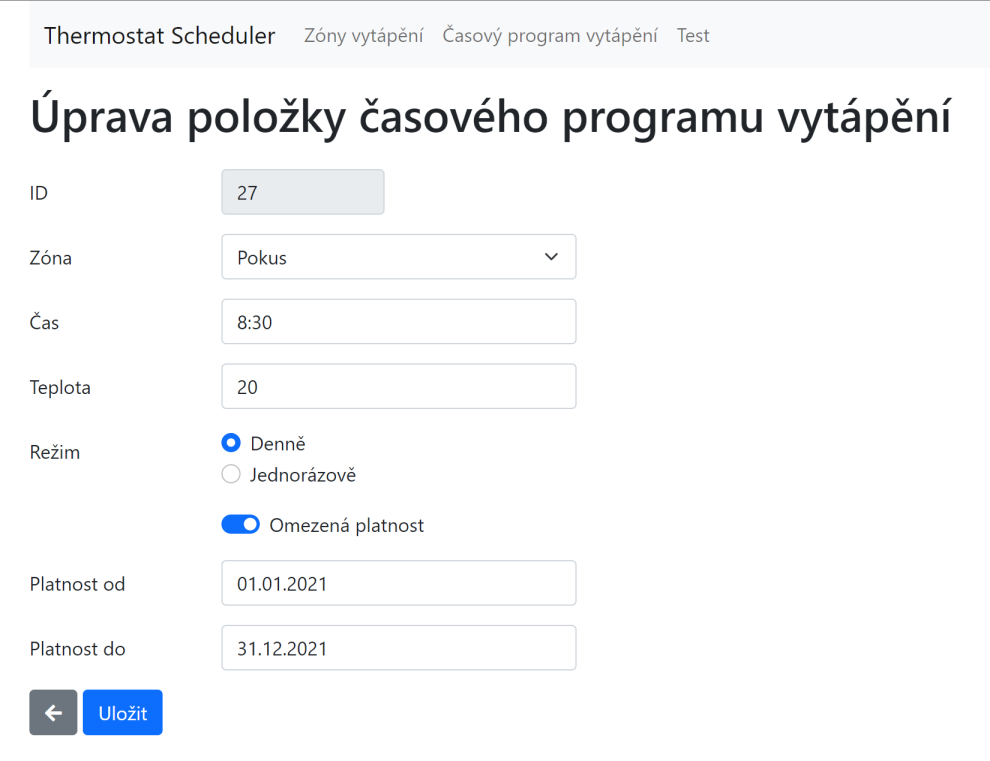 Thermostat Scheduler Zóny vytápění Časový program vytápění Test
Úprava položky časového programu vytápění
ID 27
Zóna Pokus
Čas 8:30
Teplota 20
Režim Denně
Jednorázově
Omezená platnost
Platnost od 01.01.2021
Platnost do 31.12.2021
Uložit